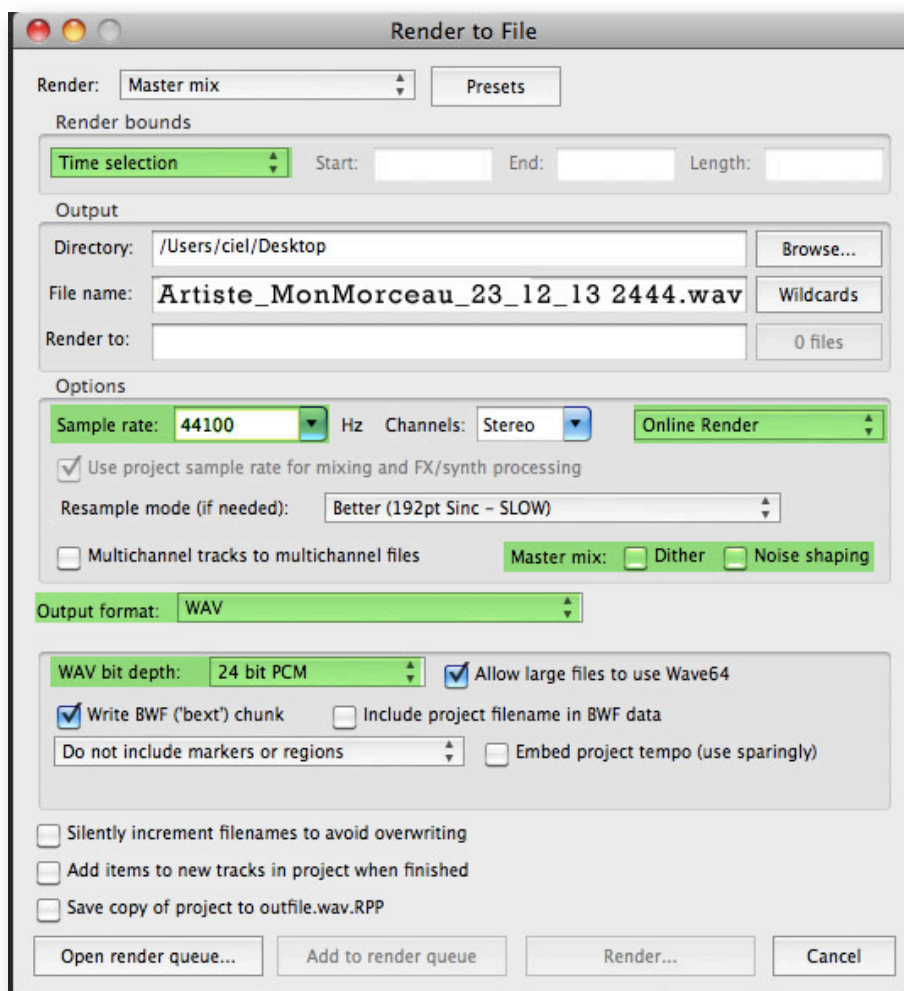 Render to File
Render: Master mix Presets
Render bounds
Time selection Start: End: Length:
Output
Directory: /Users/ciel/Desktop Browse...
File name: Artiste_MonMorceau_23_12_13 2444.wav Wildcards
Render to: 0 files
Options
Sample rate: 44100 Hz Channels: Stereo Online Render
Use project sample rate for mixing and FX/synth processing
Resample mode (if needed): Better (192pt Sinc - SLOW)
Multichannel tracks to multichannel files Master mix: Dither Noise shaping
Output format: WAV
WAV bit depth: 24 bit PCM Allow large files to use Wave64
Write BWF ('bext') chunk Include project filename in BWF data
Do not include markers or regions Embed project tempo (use sparingly)
Silently increment filenames to avoid overwriting
Add items to new tracks in project when finished
Save copy of project to outfile.wav.RPP
Open render queue... Add to render queue Render... Cancel